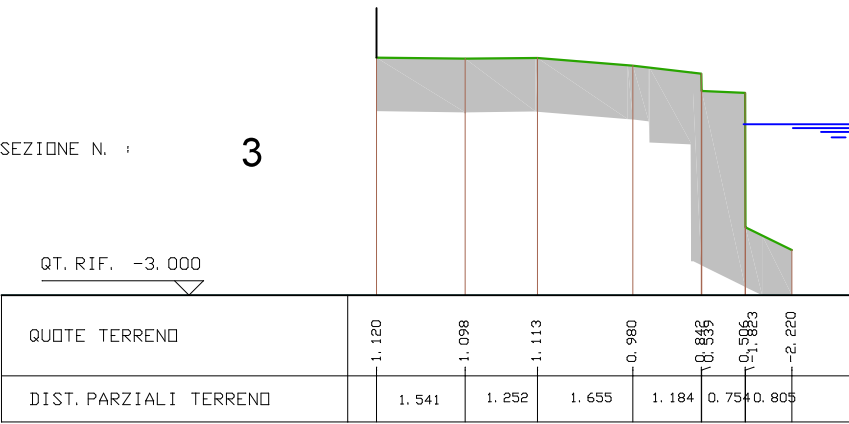 SEZIONE N. :
3
QT. RIF. -3.000
QUOTE TERRENO
1.120 1.098 1.113 0.980 0.842 0.539 0.506 -1.823 -2.220
DIST. PARZIALI TERRENO
1.541 1.252 1.655 1.184 0.754 0.805